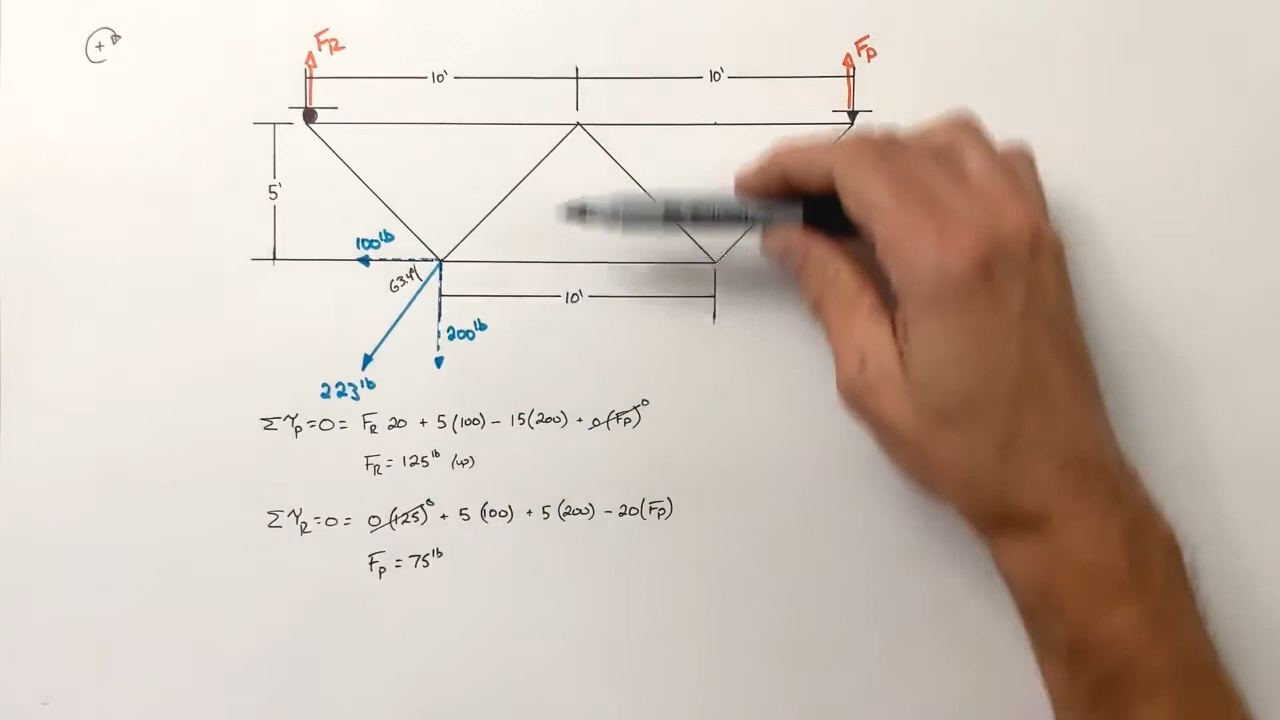 +
F_R
F_P
10' 10'
5'
100 lb
63.4
200 lb
223 lb
Στ_P = 0 = F_R 20 + 5(100) - 15(200) + 0(F_P) 0
F_R = 125 lb (up)
Στ_R = 0 = 0(125) 0 + 5(100) + 5(200) - 20(F_P)
F_P = 75 lb
10'